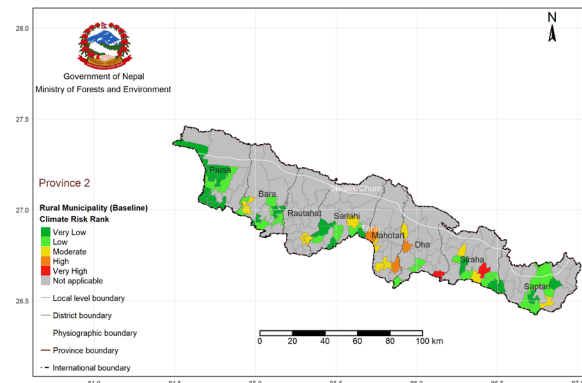 28.0
N
Government of Nepal
Ministry of Forests and Environment
27.5
Province 2
Parsa
Siwalik/Chure
Rural Municipality (Baseline)
Climate Risk Rank
Bara
27.0
Rautahat
Sarlahi
Mahotari
Dha
Siraha
Saptari
Very Low
Low
Moderate
High
Very High
Not applicable
Local level boundary
District boundary
Physiographic boundary
Province boundary
International boundary
26.5
0 20 40 60 80 100 km